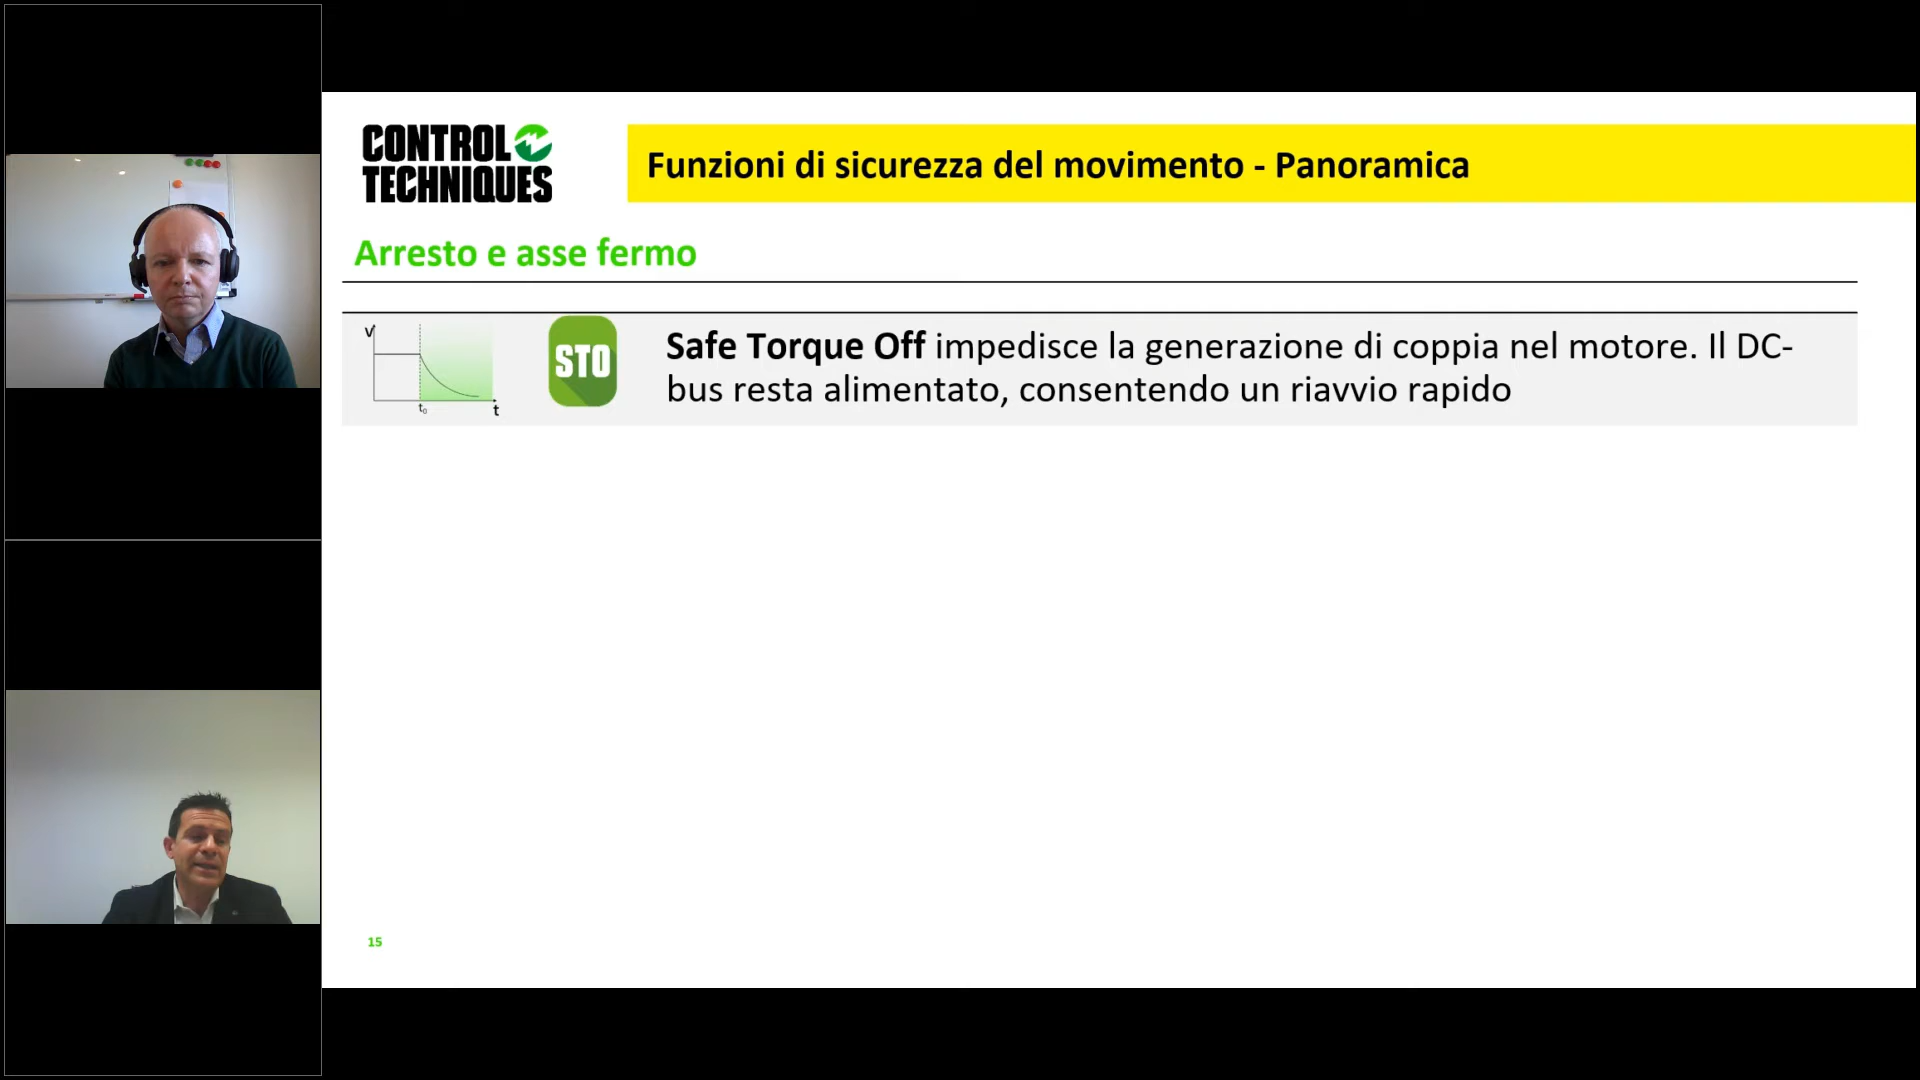 CONTROL
TECHNIQUES
Funzioni di sicurezza del movimento - Panoramica
Arresto e asse fermo
v
t₀
t
STO
Safe Torque Off impedisce la generazione di coppia nel motore. Il DC-
bus resta alimentato, consentendo un riavvio rapido
15